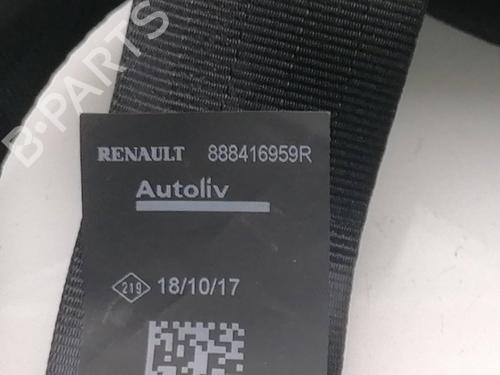 B-PARTS
RENAULT 888416959R
Autoliv
219 18/10/17